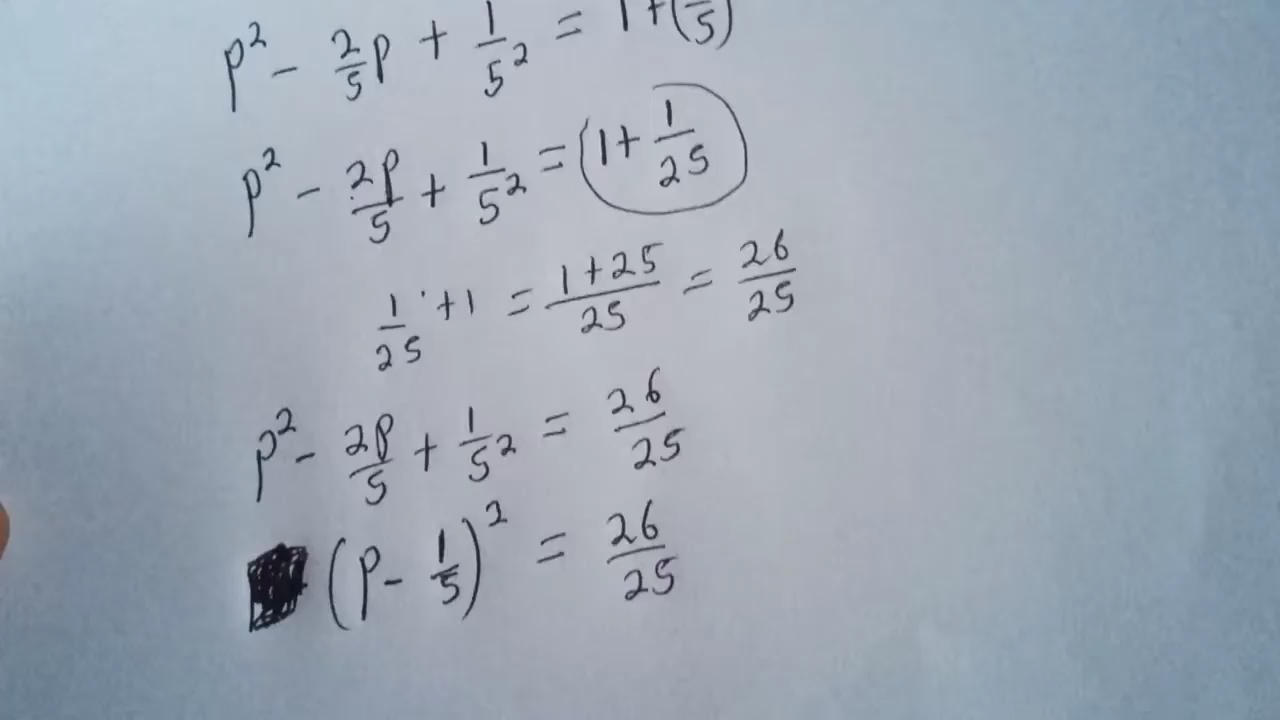 p² - 2/5 p + 1/5² = 1 + (/5)
p² - 2p/5 + 1/5² = (1 + 1/25)
1/25 + 1 = 1+25/25 = 26/25
p² - 2p/5 + 1/5² = 26/25
(p - 1/5)² = 26/25